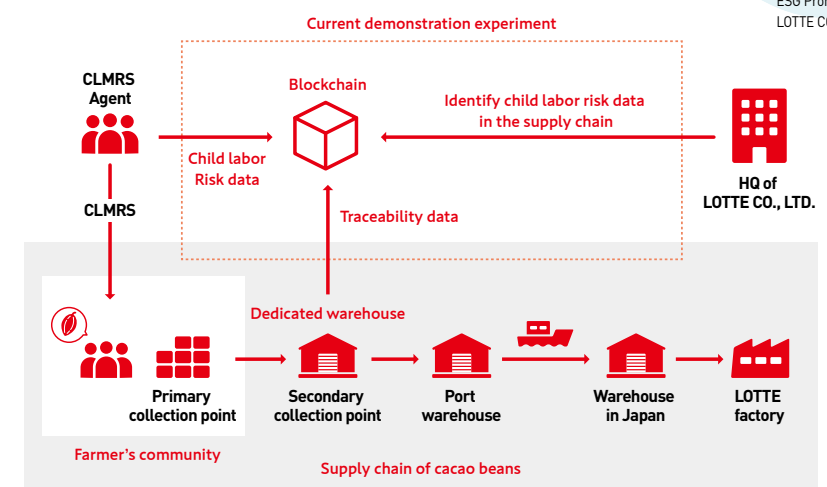 ESG
LOTTE
Current demonstration experiment
CLMRS
Agent
Blockchain
Identify child labor risk data
in the supply chain
Child labor
Risk data
HQ of
LOTTE CO., LTD.
CLMRS
Traceability data
Dedicated warehouse
Primary
collection point
Secondary
collection point
Port
warehouse
Warehouse
in Japan
LOTTE
factory
Farmer's community
Supply chain of cacao beans